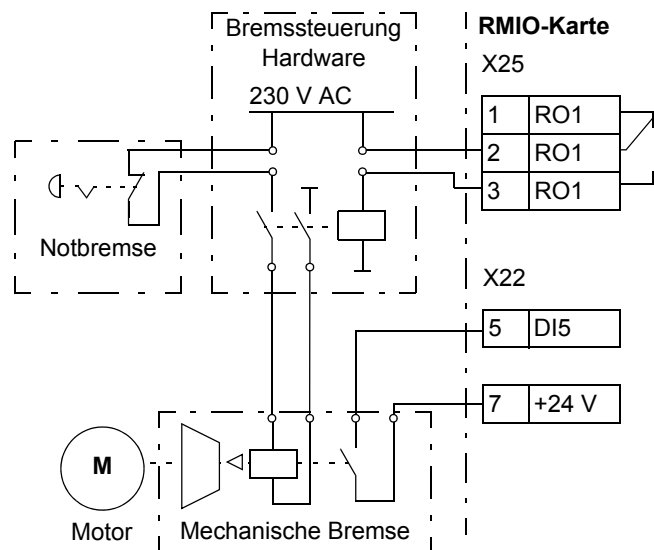 Bremssteuerung
Hardware
230 V AC
RMIO-Karte
X25
1 RO1
2 RO1
3 RO1
Notbremse
X22
5 DI5
7 +24 V
M
Motor
Mechanische Bremse